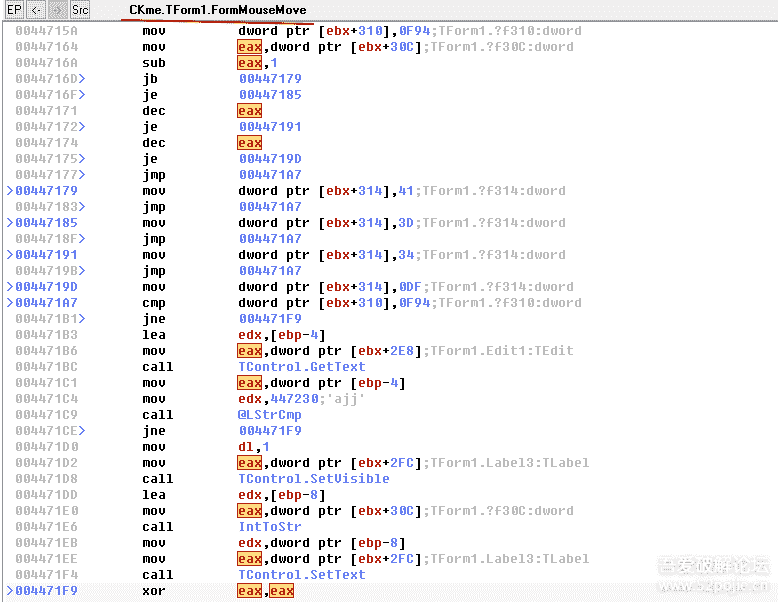 EP <- -> Src CKme.TForm1.FormMouseMove
0044715A mov dword ptr [ebx+310],0F94;TForm1.?f310:dword
00447164 mov eax,dword ptr [ebx+30C];TForm1.?f30C:dword
0044716A sub eax,1
0044716D> jb 00447179
0044716F> je 00447185
00447171 dec eax
00447172> je 00447191
00447174 dec eax
00447175> je 0044719D
00447177> jmp 004471A7
>00447179 mov dword ptr [ebx+314],41;TForm1.?f314:dword
00447183> jmp 004471A7
>00447185 mov dword ptr [ebx+314],3D;TForm1.?f314:dword
0044718F> jmp 004471A7
>00447191 mov dword ptr [ebx+314],34;TForm1.?f314:dword
0044719B> jmp 004471A7
>0044719D mov dword ptr [ebx+314],0DF;TForm1.?f314:dword
>004471A7 cmp dword ptr [ebx+310],0F94;TForm1.?f310:dword
004471B1> jne 004471F9
004471B3 lea edx,[ebp-4]
004471B6 mov eax,dword ptr [ebx+2E8];TForm1.Edit1:TEdit
004471BC call TControl.GetText
004471C1 mov eax,dword ptr [ebp-4]
004471C4 mov edx,447230;'ajj'
004471C9 call @LStrCmp
004471CE> jne 004471F9
004471D0 mov dl,1
004471D2 mov eax,dword ptr [ebx+2FC];TForm1.Label3:TLabel
004471D8 call TControl.SetVisible
004471DD lea edx,[ebp-8]
004471E0 mov eax,dword ptr [ebx+30C];TForm1.?f30C:dword
004471E6 call IntToStr
004471EB mov edx,dword ptr [ebp-8]
004471EE mov eax,dword ptr [ebx+2FC];TForm1.Label3:TLabel
004471F4 call TControl.SetText
>004471F9 xor eax,eax
吾爱破解论坛
www.52pojie.cn